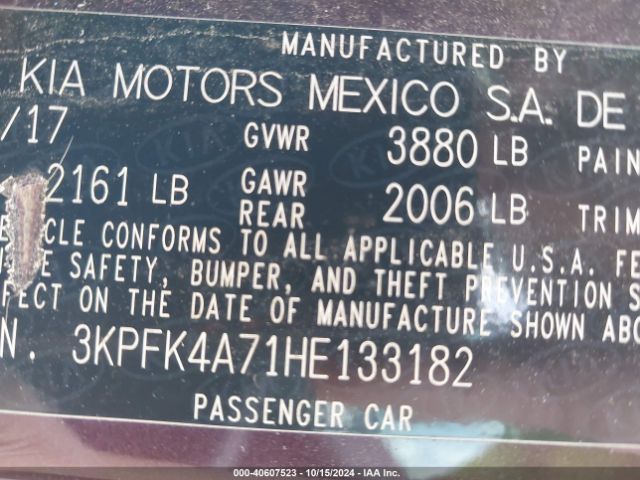 MANUFACTURED BY
KIA MOTORS MEXICO S.A. DE
/17 GVWR 3880 LB PAIN
2161 LB GAWR REAR 2006 LB TRIM
CLE CONFORMS TO ALL APPLICABLE U.S.A. FE
E SAFETY, BUMPER, AND THEFT PREVENTION S
FECT ON THE DATE OF MANUFACTURE SHOWN ABO
N. 3KPFK4A71HE133182
PASSENGER CAR
000-40607523 - 10/15/2024 - IAA Inc.